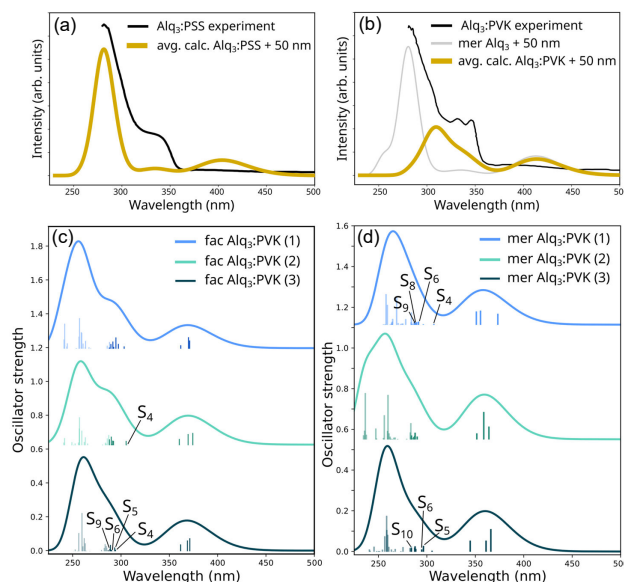 (a)
Alq₃:PSS experiment
avg. calc. Alq₃:PSS + 50 nm
Intensity (arb. units)
250 300 350 400 450 500
Wavelength (nm)
(b)
Alq₃:PVK experiment
mer Alq₃ + 50 nm
avg. calc. Alq₃:PVK + 50 nm
Intensity (arb. units)
250 300 350 400 450 500
Wavelength (nm)
(c)
fac Alq₃:PVK (1)
fac Alq₃:PVK (2)
fac Alq₃:PVK (3)
Oscillator strength
1.8
1.6
1.4
1.2
1.0
0.8
0.6
0.4
0.2
0.0
S₄
S₉ S₆ S₅ S₄
250 300 350 400 450 500
Wavelength (nm)
(d)
mer Alq₃:PVK (1)
mer Alq₃:PVK (2)
mer Alq₃:PVK (3)
Oscillator strength
1.6
1.4
1.2
1.0
0.8
0.6
0.4
0.2
0.0
S₈ S₆
S₉ S₄
S₆
S₁₀ S₅
250 300 350 400 450 500
Wavelength (nm)